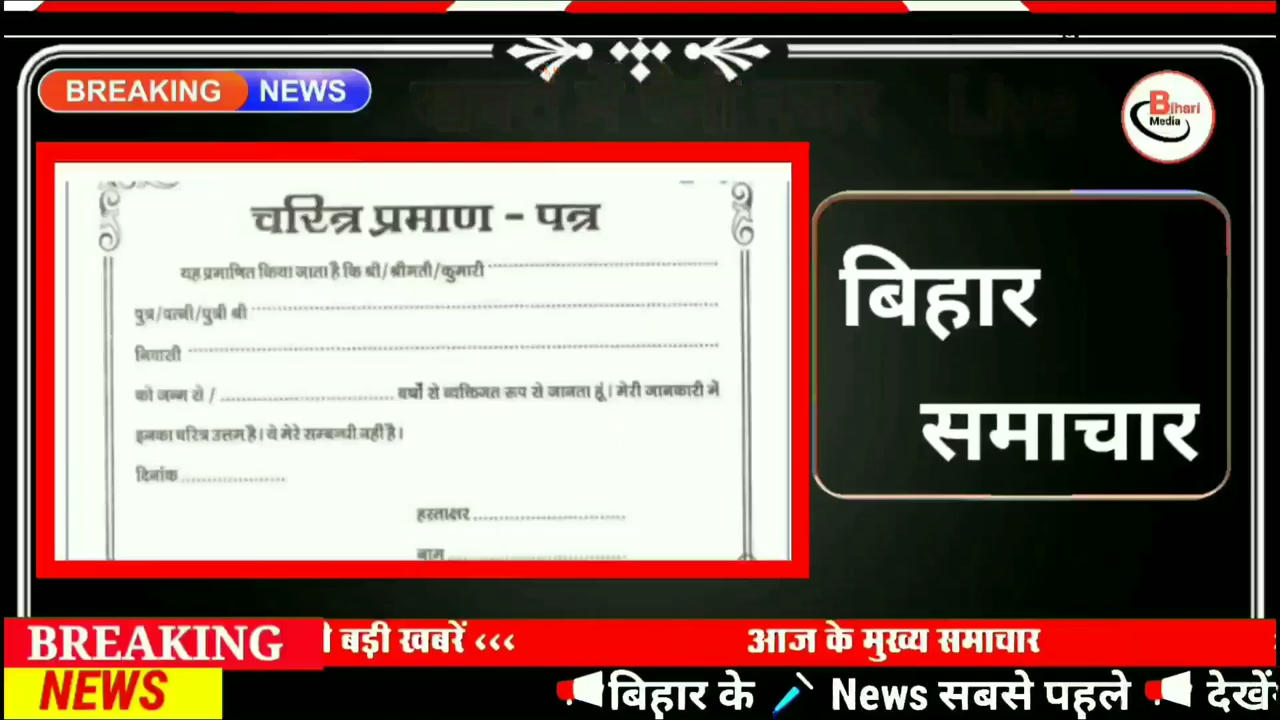 BREAKING NEWS
Bihari
Media
चरित्र प्रमाण - पत्र
यह प्रमाणित किया जाता है कि श्री/श्रीमती/कुमारी
पुत्र/पत्नी/पुत्री श्री
निवासी
को जन्म से / वर्षों से व्यक्तिगत रूप से जानता हूं। मेरी जानकारी में
इनका चरित्र उत्तम है। ये मेरे सम्बन्धी नहीं है।
दिनांक
हस्ताक्षर
नाम
बिहार
समाचार
BREAKING
NEWS
बड़ी खबरें ‹‹‹ आज के मुख्य समाचार
बिहार के News सबसे पहले देखें